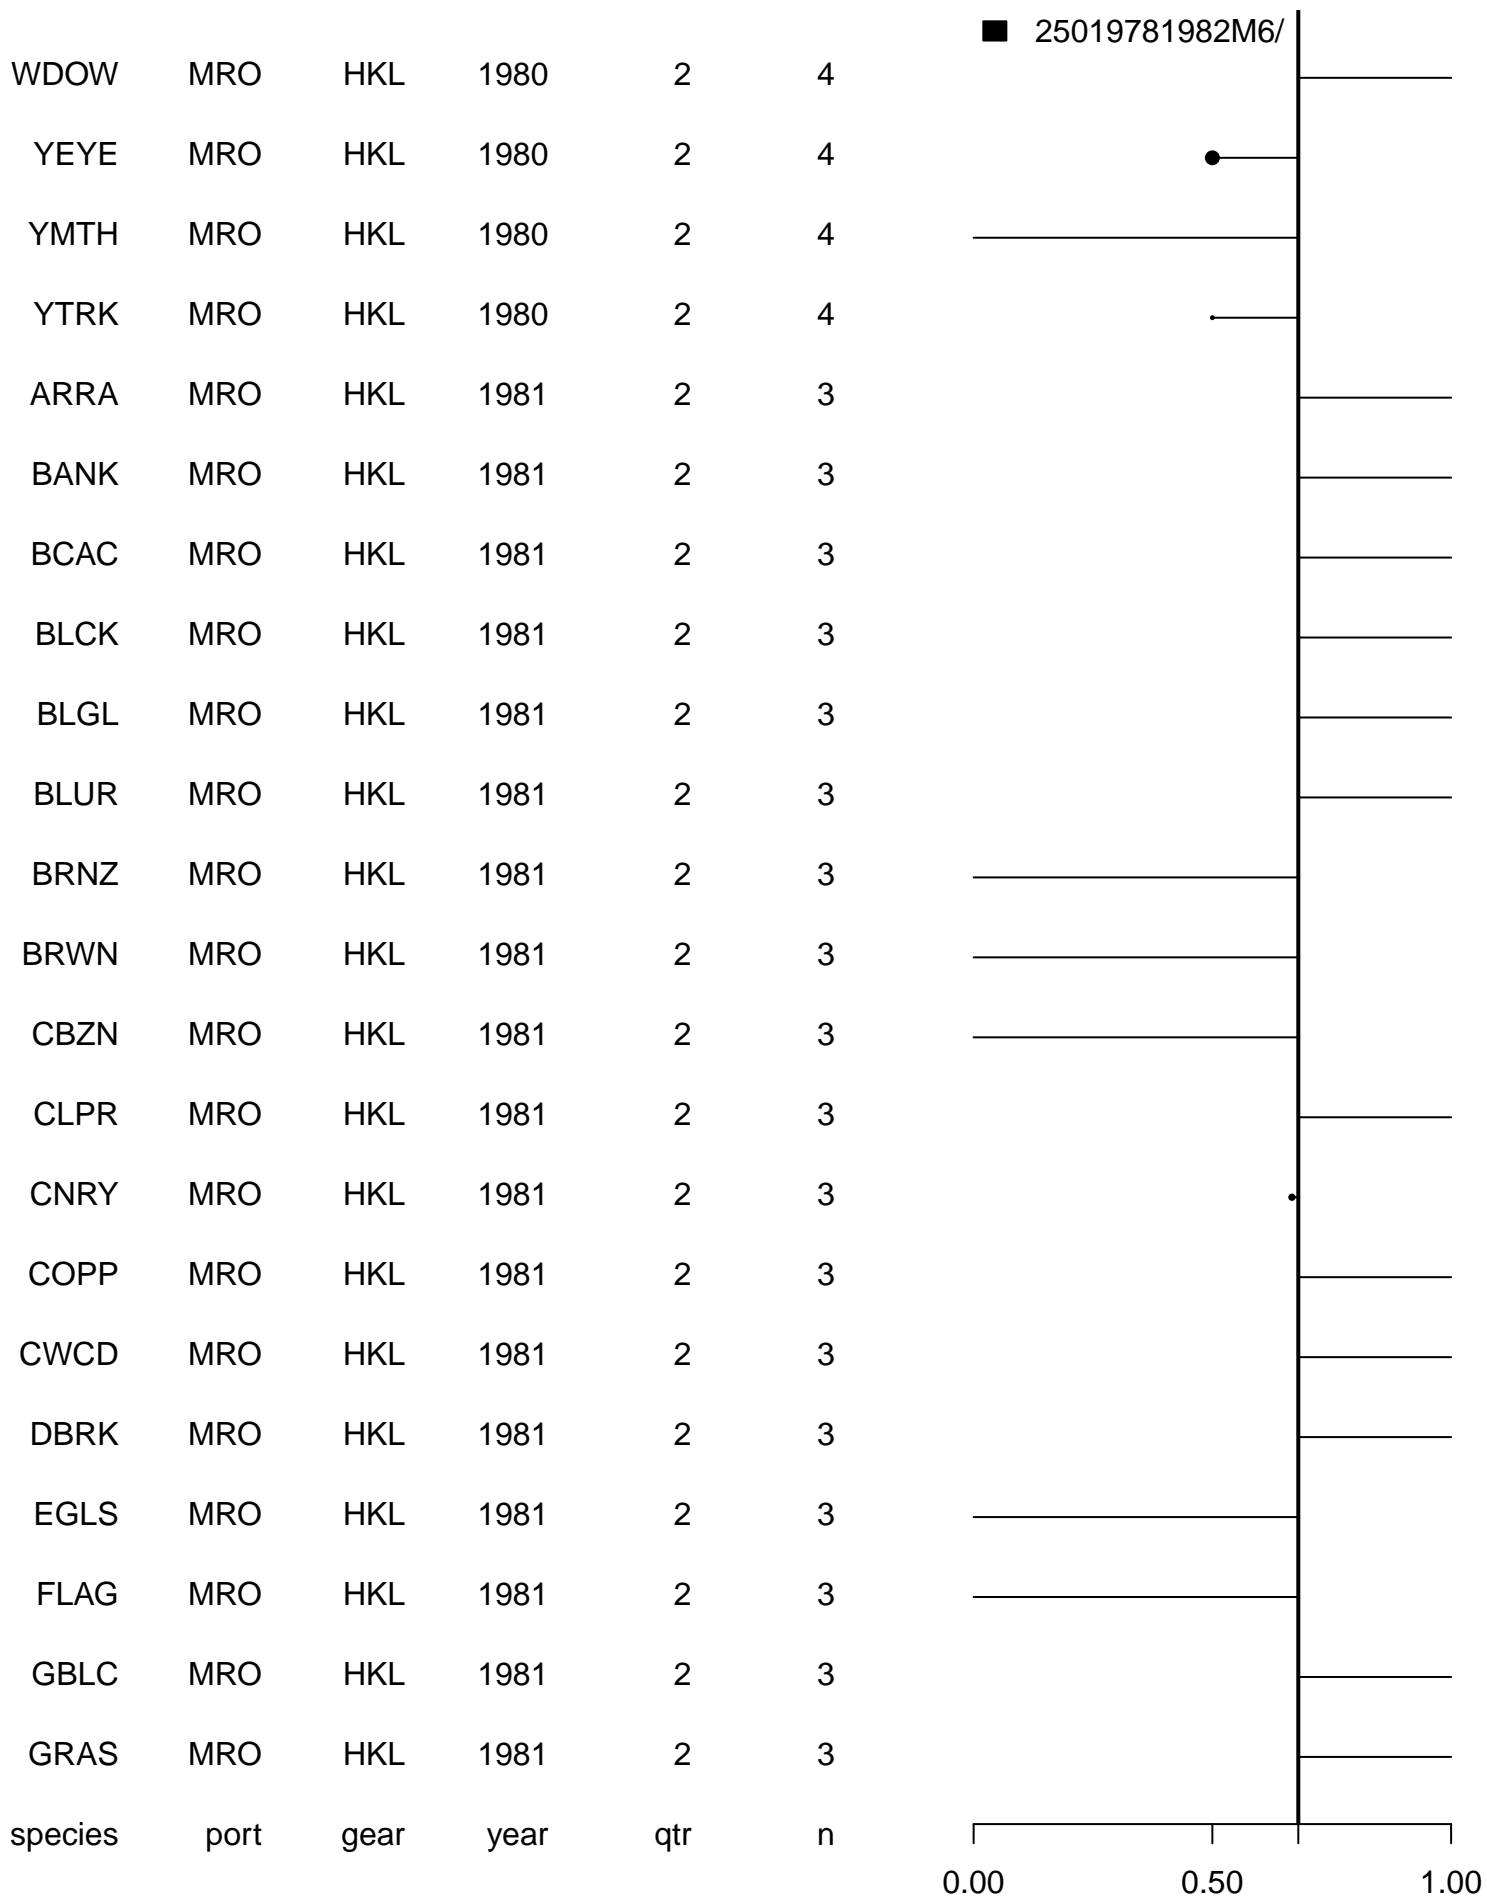 25019781982M6/
WDOW MRO HKL 1980 2 4
YEYE MRO HKL 1980 2 4
YMTH MRO HKL 1980 2 4
YTRK MRO HKL 1980 2 4
ARRA MRO HKL 1981 2 3
BANK MRO HKL 1981 2 3
BCAC MRO HKL 1981 2 3
BLCK MRO HKL 1981 2 3
BLGL MRO HKL 1981 2 3
BLUR MRO HKL 1981 2 3
BRNZ MRO HKL 1981 2 3
BRWN MRO HKL 1981 2 3
CBZN MRO HKL 1981 2 3
CLPR MRO HKL 1981 2 3
CNRY MRO HKL 1981 2 3
COPP MRO HKL 1981 2 3
CWCD MRO HKL 1981 2 3
DBRK MRO HKL 1981 2 3
EGLS MRO HKL 1981 2 3
FLAG MRO HKL 1981 2 3
GBLC MRO HKL 1981 2 3
GRAS MRO HKL 1981 2 3
species port gear year qtr n
0.00 0.50 1.00